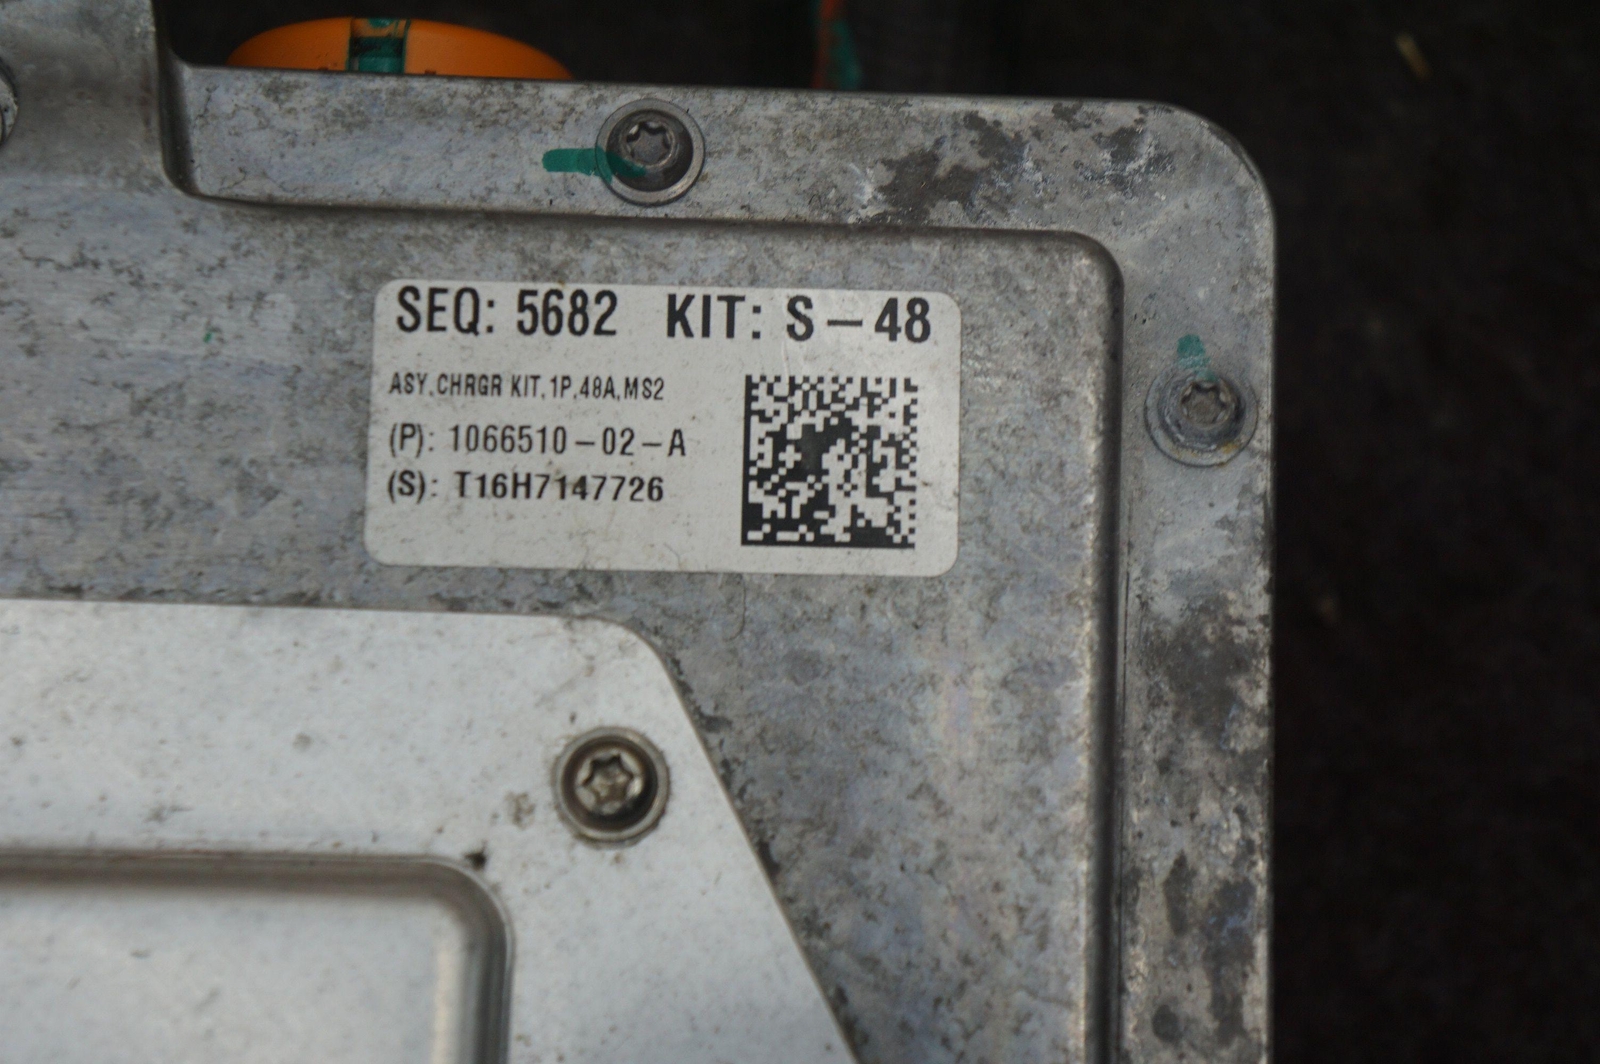 SEQ: 5682 KIT: S-48
ASY,CHRGR KIT,1P,48A,MS2
(P): 1066510-02-A
(S): T16H7147726